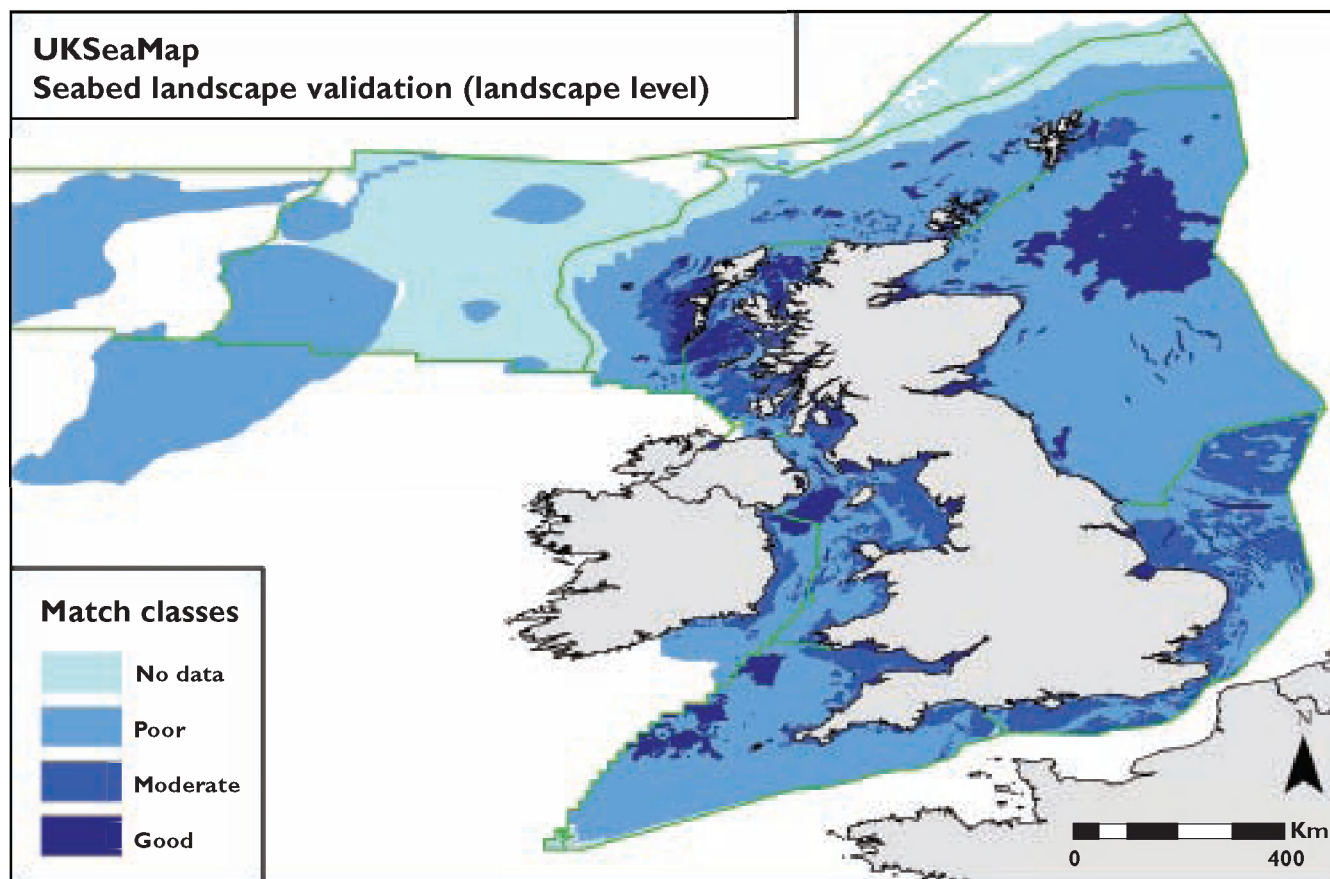 UKSeaMap
Seabed landscape validation (landscape level)
Match classes
No data
Poor
Moderate
Good
N
Km
0 400